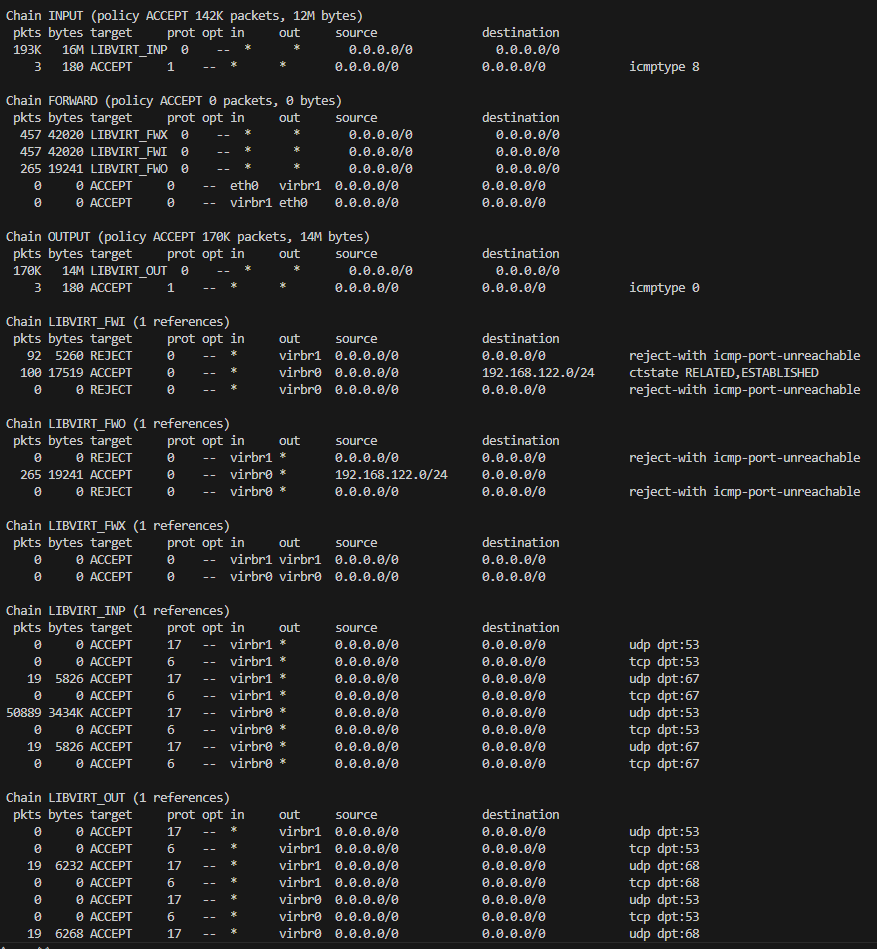 Chain INPUT (policy ACCEPT 142K packets, 12M bytes)
 pkts bytes target     prot opt in     out     source               destination
 193K   16M LIBVIRT_INP  0    --  *      *       0.0.0.0/0            0.0.0.0/0
    3   180 ACCEPT     1    --  *      *       0.0.0.0/0            0.0.0.0/0            icmptype 8

Chain FORWARD (policy ACCEPT 0 packets, 0 bytes)
 pkts bytes target     prot opt in     out     source               destination
  457 42020 LIBVIRT_FWX  0    --  *      *       0.0.0.0/0            0.0.0.0/0
  457 42020 LIBVIRT_FWI  0    --  *      *       0.0.0.0/0            0.0.0.0/0
  265 19241 LIBVIRT_FWO  0    --  *      *       0.0.0.0/0            0.0.0.0/0
    0     0 ACCEPT     0    --  eth0   virbr1  0.0.0.0/0            0.0.0.0/0
    0     0 ACCEPT     0    --  virbr1 eth0    0.0.0.0/0            0.0.0.0/0

Chain OUTPUT (policy ACCEPT 170K packets, 14M bytes)
 pkts bytes target     prot opt in     out     source               destination
 170K   14M LIBVIRT_OUT  0    --  *      *       0.0.0.0/0            0.0.0.0/0
    3   180 ACCEPT     1    --  *      *       0.0.0.0/0            0.0.0.0/0            icmptype 0

Chain LIBVIRT_FWI (1 references)
 pkts bytes target     prot opt in     out     source               destination
   92  5260 REJECT     0    --  *      virbr1  0.0.0.0/0            0.0.0.0/0            reject-with icmp-port-unreachable
  100 17519 ACCEPT     0    --  *      virbr0  0.0.0.0/0            192.168.122.0/24     ctstate RELATED,ESTABLISHED
    0     0 REJECT     0    --  *      virbr0  0.0.0.0/0            0.0.0.0/0            reject-with icmp-port-unreachable

Chain LIBVIRT_FWO (1 references)
 pkts bytes target     prot opt in     out     source               destination
    0     0 REJECT     0    --  virbr1 *       0.0.0.0/0            0.0.0.0/0            reject-with icmp-port-unreachable
  265 19241 ACCEPT     0    --  virbr0 *       192.168.122.0/24     0.0.0.0/0
    0     0 REJECT     0    --  virbr0 *       0.0.0.0/0            0.0.0.0/0            reject-with icmp-port-unreachable

Chain LIBVIRT_FWX (1 references)
 pkts bytes target     prot opt in     out     source               destination
    0     0 ACCEPT     0    --  virbr1 virbr1  0.0.0.0/0            0.0.0.0/0
    0     0 ACCEPT     0    --  virbr0 virbr0  0.0.0.0/0            0.0.0.0/0

Chain LIBVIRT_INP (1 references)
 pkts bytes target     prot opt in     out     source               destination
    0     0 ACCEPT     17   --  virbr1 *       0.0.0.0/0            0.0.0.0/0            udp dpt:53
    0     0 ACCEPT     6    --  virbr1 *       0.0.0.0/0            0.0.0.0/0            tcp dpt:53
   19  5826 ACCEPT     17   --  virbr1 *       0.0.0.0/0            0.0.0.0/0            udp dpt:67
    0     0 ACCEPT     6    --  virbr1 *       0.0.0.0/0            0.0.0.0/0            tcp dpt:67
50889 3434K ACCEPT     17   --  virbr0 *       0.0.0.0/0            0.0.0.0/0            udp dpt:53
    0     0 ACCEPT     6    --  virbr0 *       0.0.0.0/0            0.0.0.0/0            tcp dpt:53
   19  5826 ACCEPT     17   --  virbr0 *       0.0.0.0/0            0.0.0.0/0            udp dpt:67
    0     0 ACCEPT     6    --  virbr0 *       0.0.0.0/0            0.0.0.0/0            tcp dpt:67

Chain LIBVIRT_OUT (1 references)
 pkts bytes target     prot opt in     out     source               destination
    0     0 ACCEPT     17   --  *      virbr1  0.0.0.0/0            0.0.0.0/0            udp dpt:53
    0     0 ACCEPT     6    --  *      virbr1  0.0.0.0/0            0.0.0.0/0            tcp dpt:53
   19  6232 ACCEPT     17   --  *      virbr1  0.0.0.0/0            0.0.0.0/0            udp dpt:68
    0     0 ACCEPT     6    --  *      virbr1  0.0.0.0/0            0.0.0.0/0            tcp dpt:68
    0     0 ACCEPT     17   --  *      virbr0  0.0.0.0/0            0.0.0.0/0            udp dpt:53
    0     0 ACCEPT     6    --  *      virbr0  0.0.0.0/0            0.0.0.0/0            tcp dpt:53
   19  6268 ACCEPT     17   --  *      virbr0  0.0.0.0/0            0.0.0.0/0            udp dpt:68